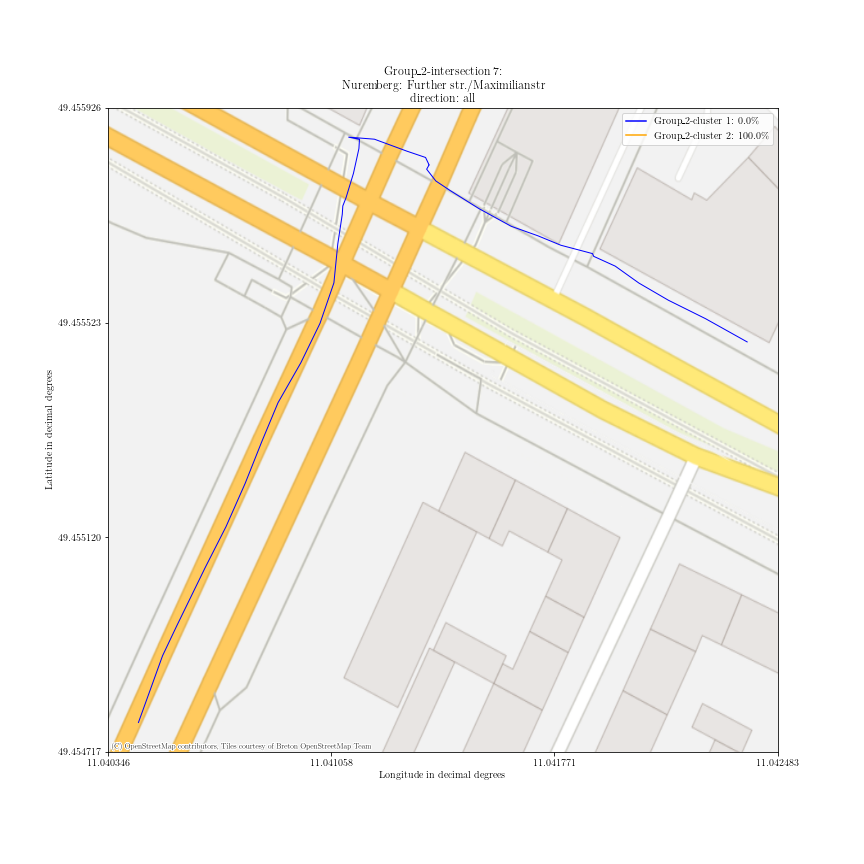 Group_2-intersection 7:
Nuremberg: Further str./Maximilianstr
direction: all
Group_2-cluster 1: 0.0%
Group_2-cluster 2: 100.0%
49.455926
49.455523
49.455120
49.454717
Latitude in decimal degrees
(C) OpenStreetMap contributors, Tiles courtesy of Breton OpenStreetMap Team
11.040346 11.041058 11.041771 11.042483
Longitude in decimal degrees